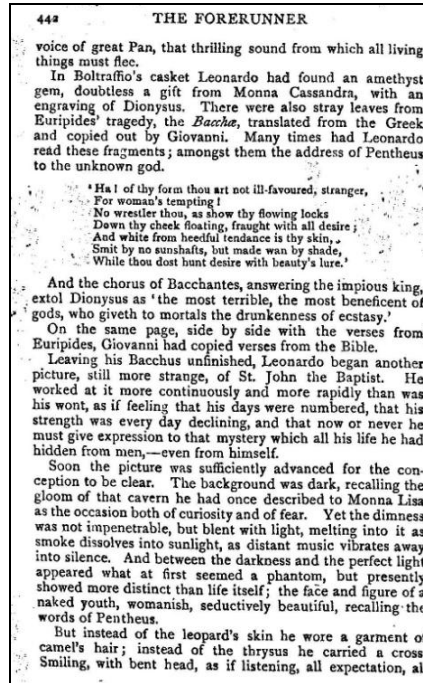 442 THE FORERUNNER
voice of great Pan, that thrilling sound from which all living
things must flee.
In Boltraffio's casket Leonardo had found an amethyst
gem, doubtless a gift from Monna Cassandra, with an
engraving of Dionysus. There were also stray leaves from
Euripides' tragedy, the Bacchæ, translated from the Greek
and copied out by Giovanni. Many times had Leonardo
read these fragments; amongst them the address of Pentheus
to the unknown god.
'Ha! of thy form thou art not ill-favoured, stranger,
For woman's tempting!
No wrestler thou, as show thy flowing locks
Down thy cheek floating, fraught with all desire;
And white from heedful tendance is thy skin,
Smit by no sunshafts, but made wan by shade,
While thou dost hunt desire with beauty's lure.'
And the chorus of Bacchantes, answering the impious king,
extol Dionysus as 'the most terrible, the most beneficent of
gods, who giveth to mortals the drunkenness of ecstasy.'
On the same page, side by side with the verses from
Euripides, Giovanni had copied verses from the Bible.
Leaving his Bacchus unfinished, Leonardo began another
picture, still more strange, of St. John the Baptist. He
worked at it more continuously and more rapidly than was
his wont, as if feeling that his days were numbered, that his
strength was every day declining, and that now or never he
must give expression to that mystery which all his life he had
hidden from men,—even from himself.
Soon the picture was sufficiently advanced for the con-
ception to be clear. The background was dark, recalling the
gloom of that cavern he had once described to Monna Lisa
as the occasion both of curiosity and of fear. Yet the dimness
was not impenetrable, but blent with light, melting into it as
smoke dissolves into sunlight, as distant music vibrates away
into silence. And between the darkness and the perfect light
appeared what at first seemed a phantom, but presently
showed more distinct than life itself; the face and figure of a
naked youth, womanish, seductively beautiful, recalling the
words of Pentheus.
But instead of the leopard's skin he wore a garment of
camel's hair; instead of the thrysus he carried a cross
Smiling, with bent head, as if listening, all expectation, al